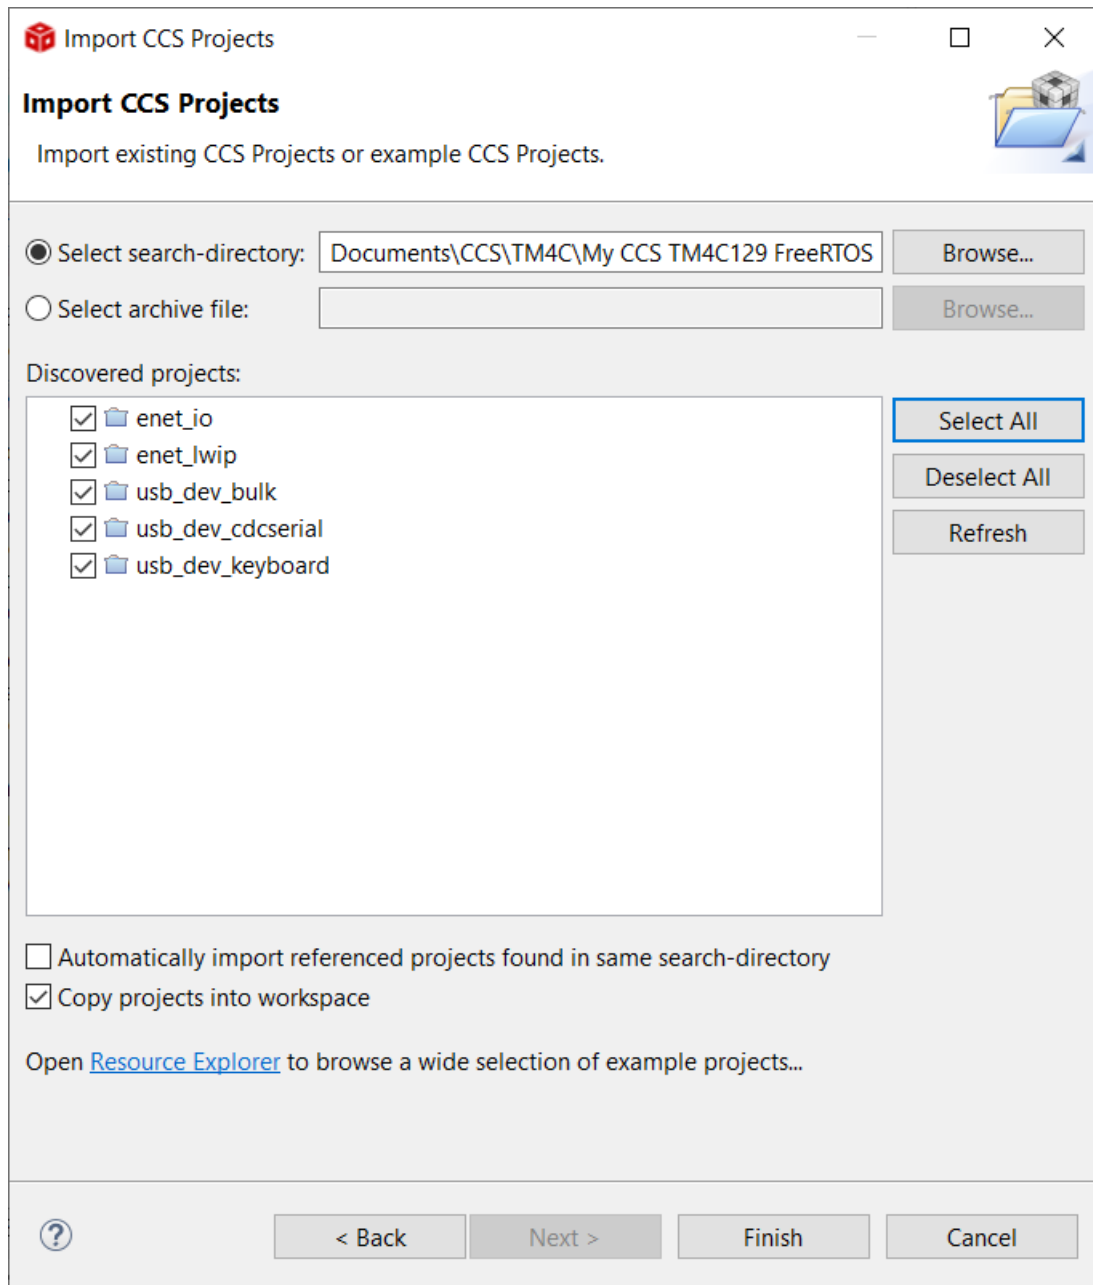 Import CCS Projects
Import CCS Projects
Import existing CCS Projects or example CCS Projects.
Select search-directory: Documents\CCS\TM4C\My CCS TM4C129 FreeRTOS Browse...
Select archive file: Browse...
Discovered projects:
enet_io
Select All
enet_lwip
Deselect All
usb_dev_bulk
usb_dev_cdcserial
Refresh
usb_dev_keyboard
Automatically import referenced projects found in same search-directory
Copy projects into workspace
Open Resource Explorer to browse a wide selection of example projects...
? < Back Next > Finish Cancel